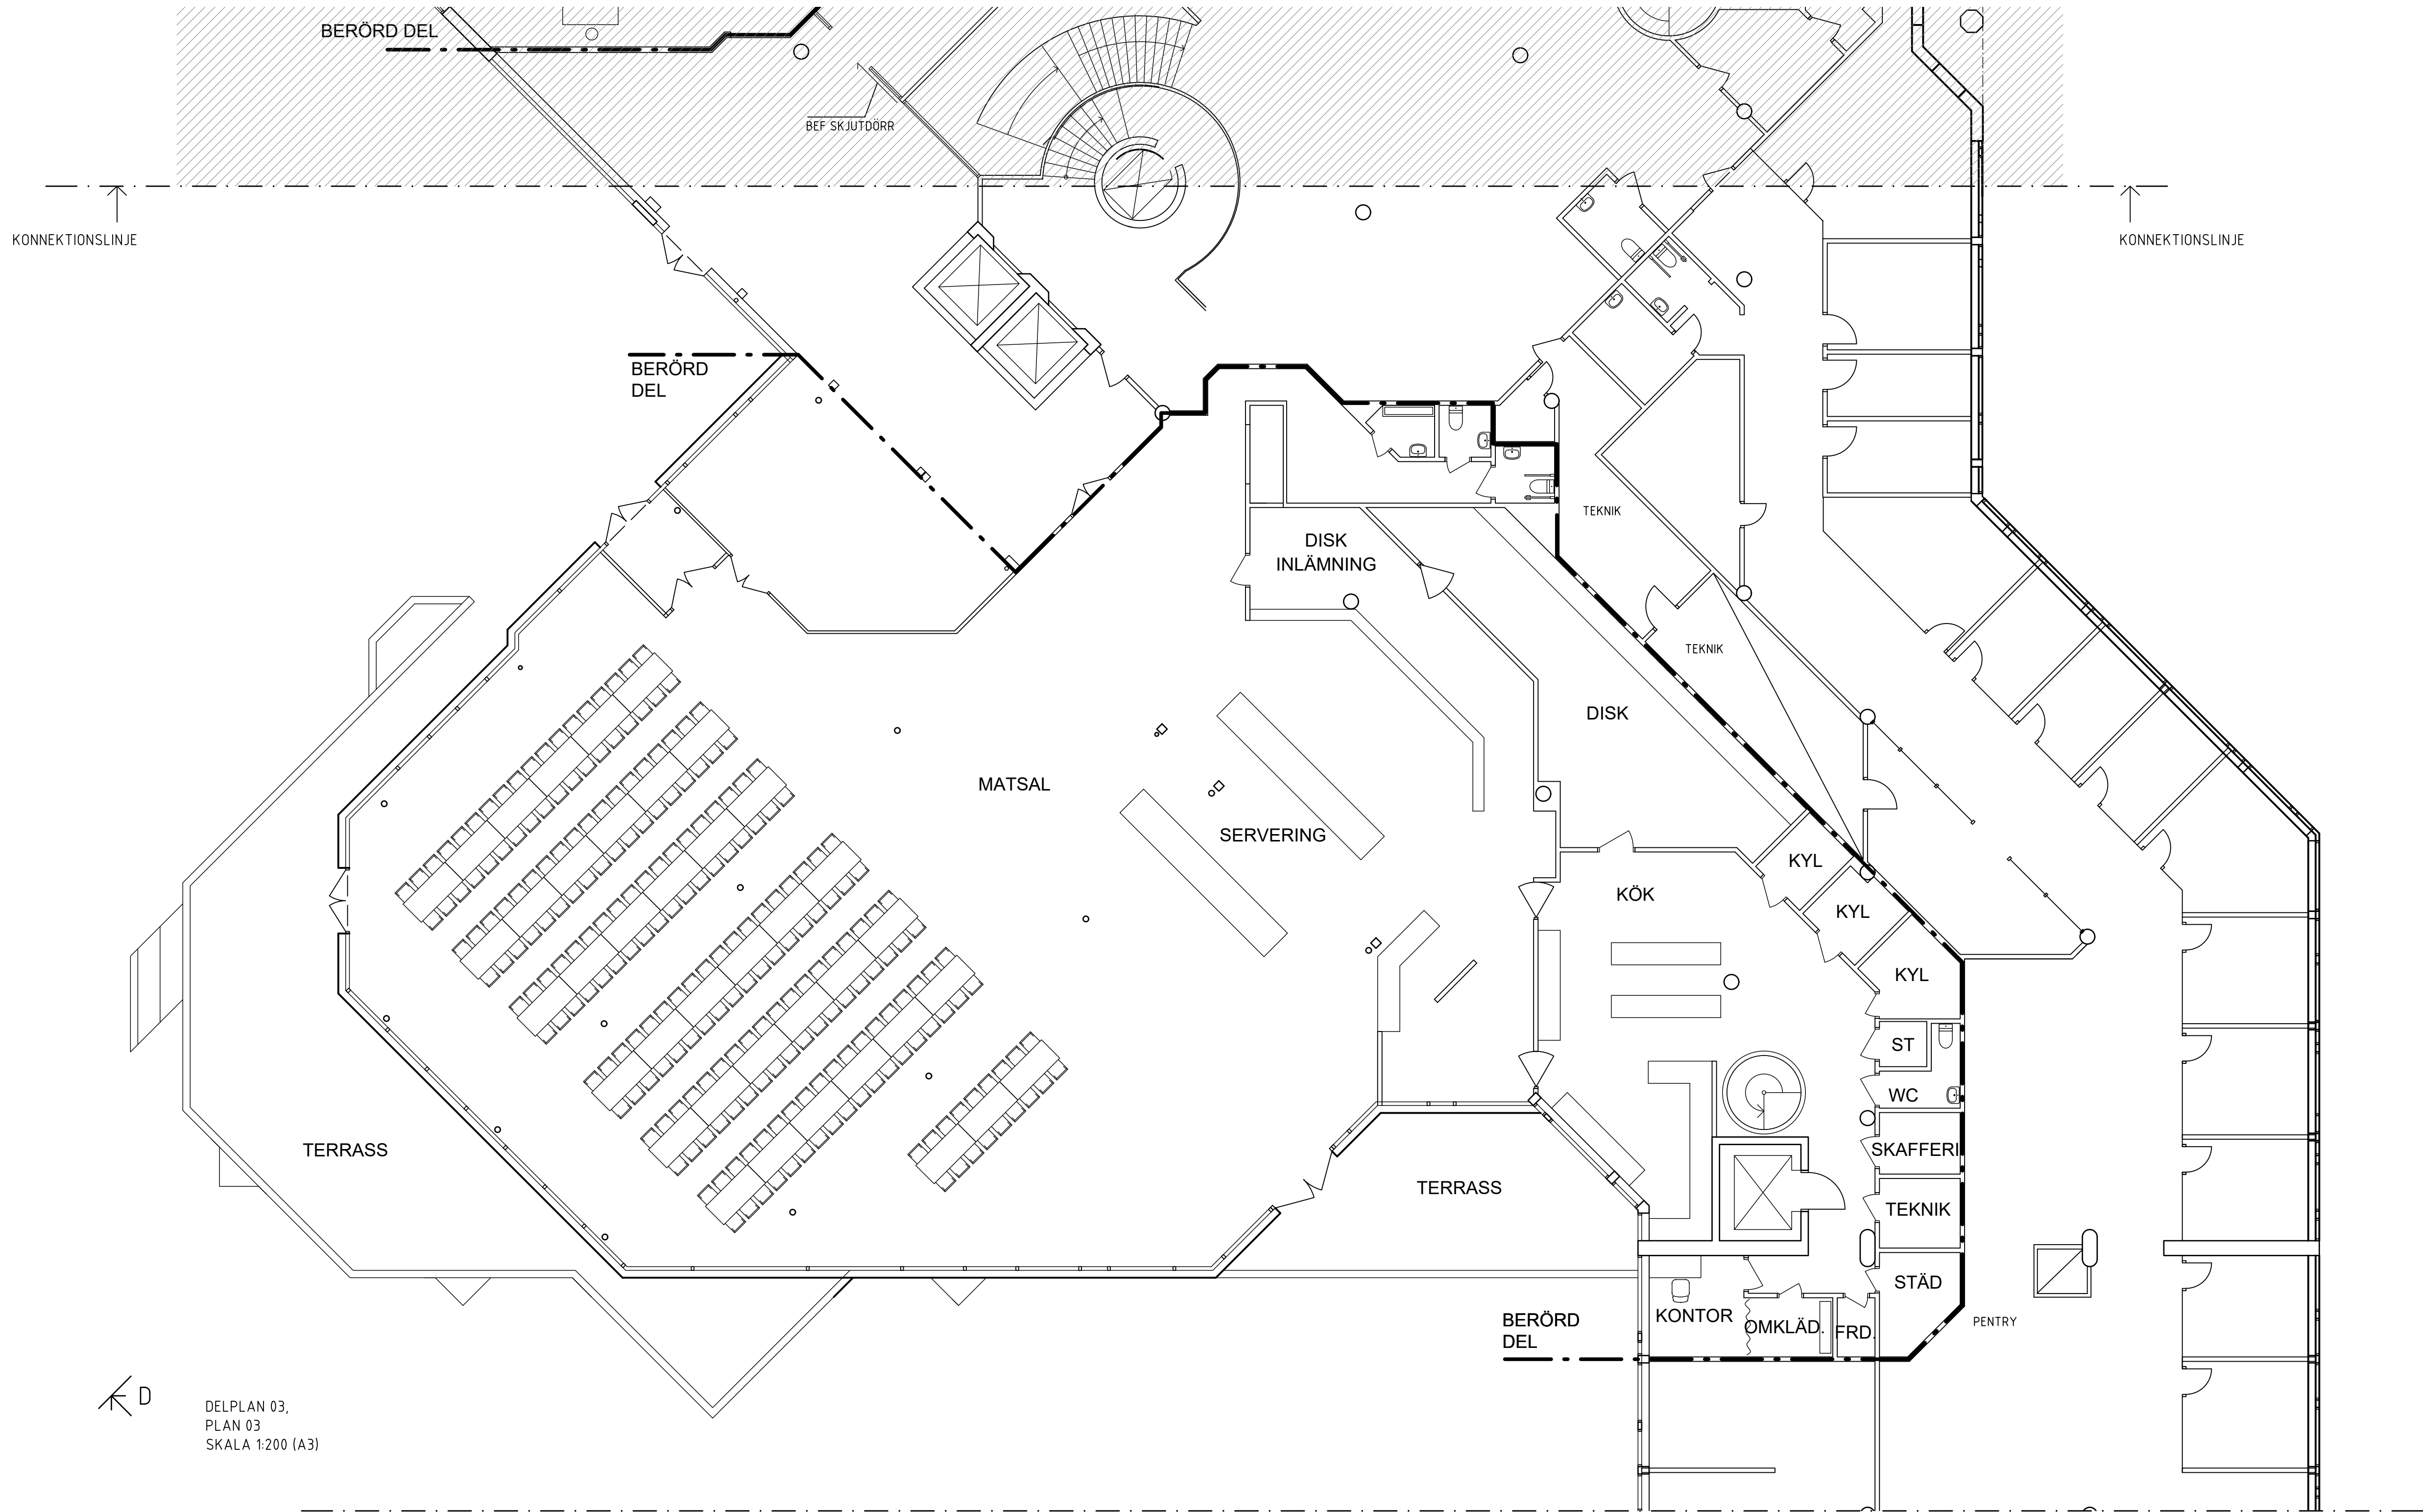 BERÖRD DEL
BEF SKJUTDÖRR
KONNEKTIONSLINJE
KONNEKTIONSLINJE
BERÖRD
DEL
TEKNIK
DISK
INLÄMNING
TEKNIK
DISK
MATSAL
SERVERING
KYL
KÖK
KYL
KYL
ST
WC
TERRASS
SKAFFERI
TERRASS
TEKNIK
STÄD
BERÖRD
DEL
KONTOR
OMKLÄD.
FRD.
PENTRY
D
DELPLAN 03,
PLAN 03
SKALA 1:200 (A3)